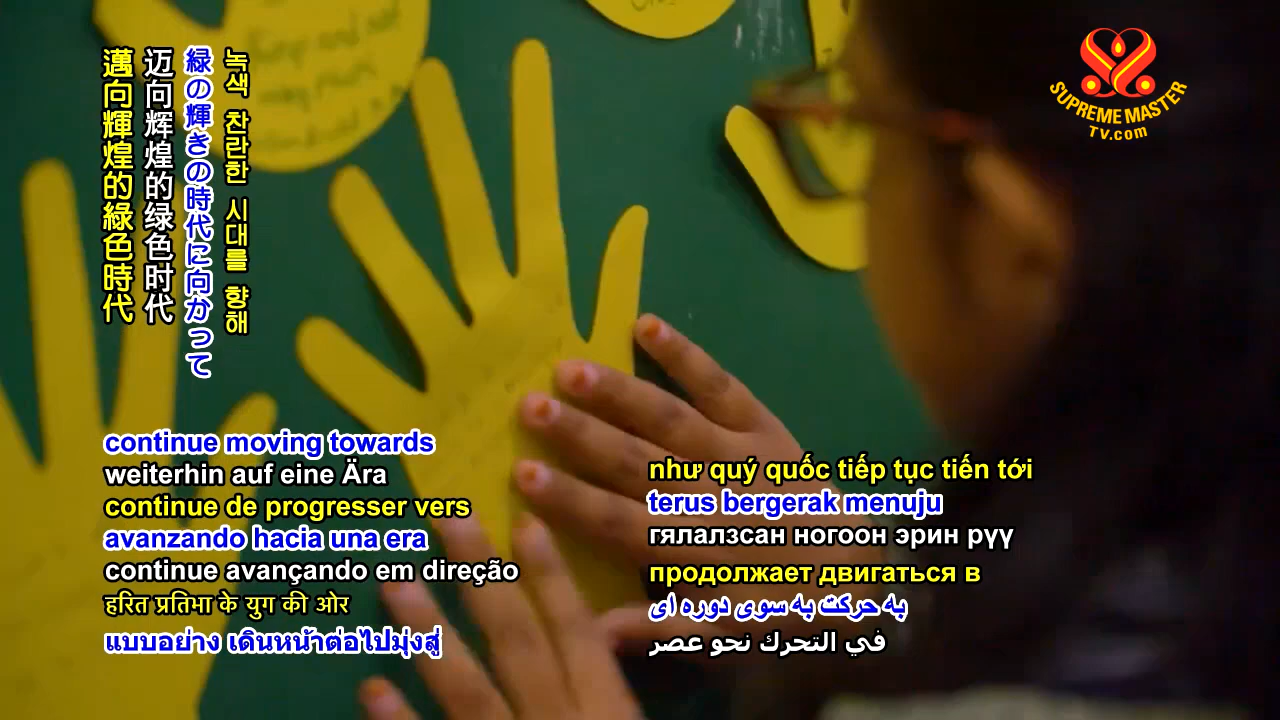 邁向輝煌的綠色時代
迈向辉煌的绿色时代
緑の輝きの時代に向かって
녹색 찬란한 시대를 향해
SUPREME MASTER
TV.com
continue moving towards
weiterhin auf eine Ära
continue de progresser vers
avanzando hacia una era
continue avançando em direção
हरित प्रतिभा के युग की ओर
แบบอย่าง เดินหน้าต่อไปมุ่งสู่
như quý quốc tiếp tục tiến tới
terus bergerak menuju
гялалзсан ногоон эрин рүү
продолжает двигаться в
به حرکت به سوی دوره ای
في التحرك نحو عصر